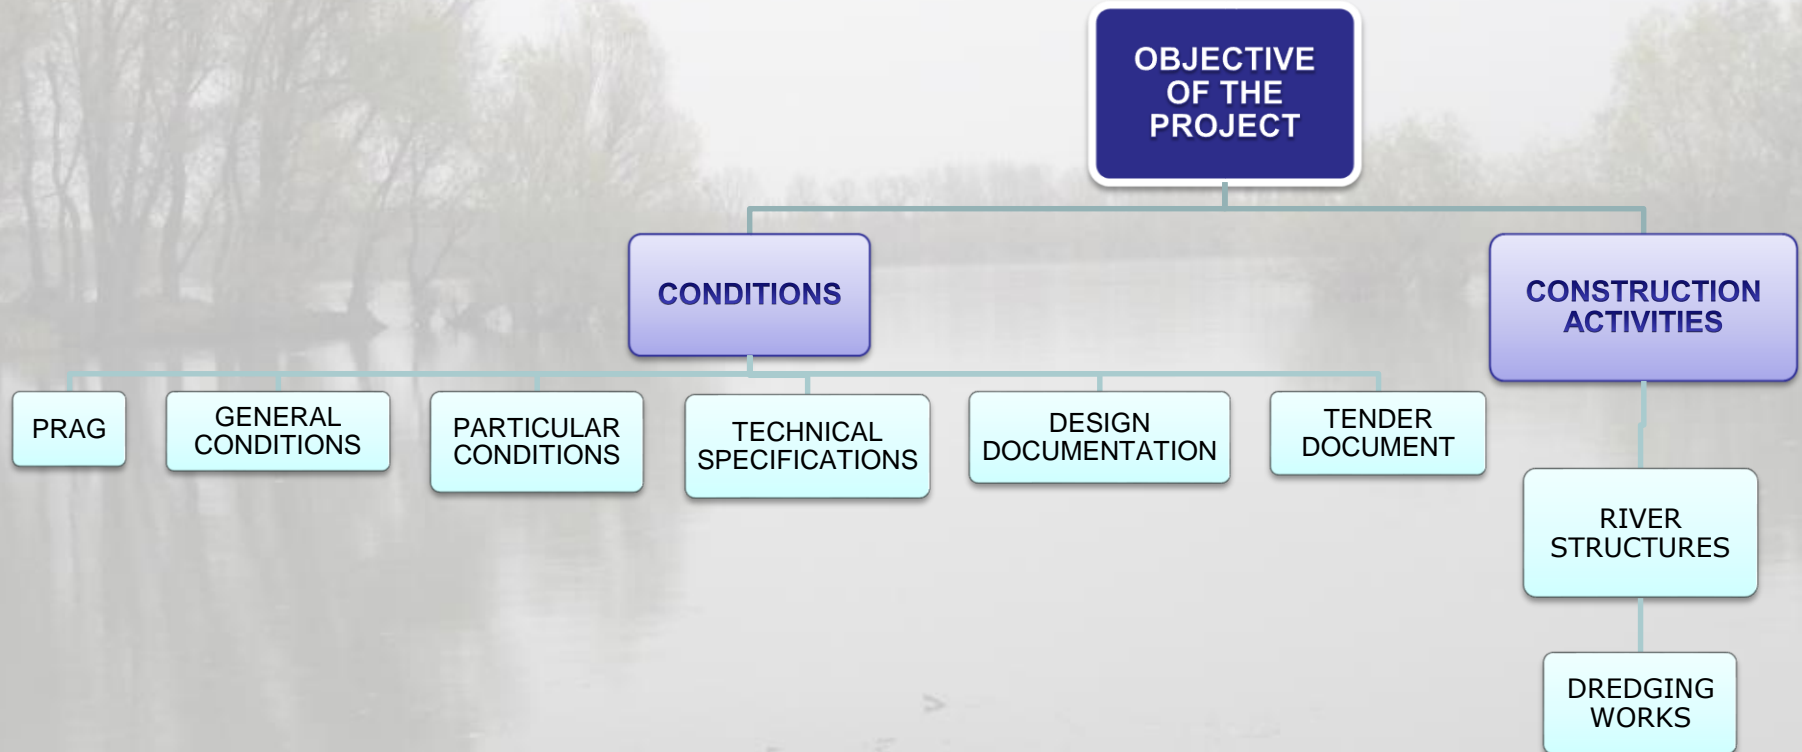 OBJECTIVE
OF THE
PROJECT
CONDITIONS
CONSTRUCTION
ACTIVITIES
PRAG
GENERAL
CONDITIONS
PARTICULAR
CONDITIONS
TECHNICAL
SPECIFICATIONS
DESIGN
DOCUMENTATION
TENDER
DOCUMENT
RIVER
STRUCTURES
DREDGING
WORKS